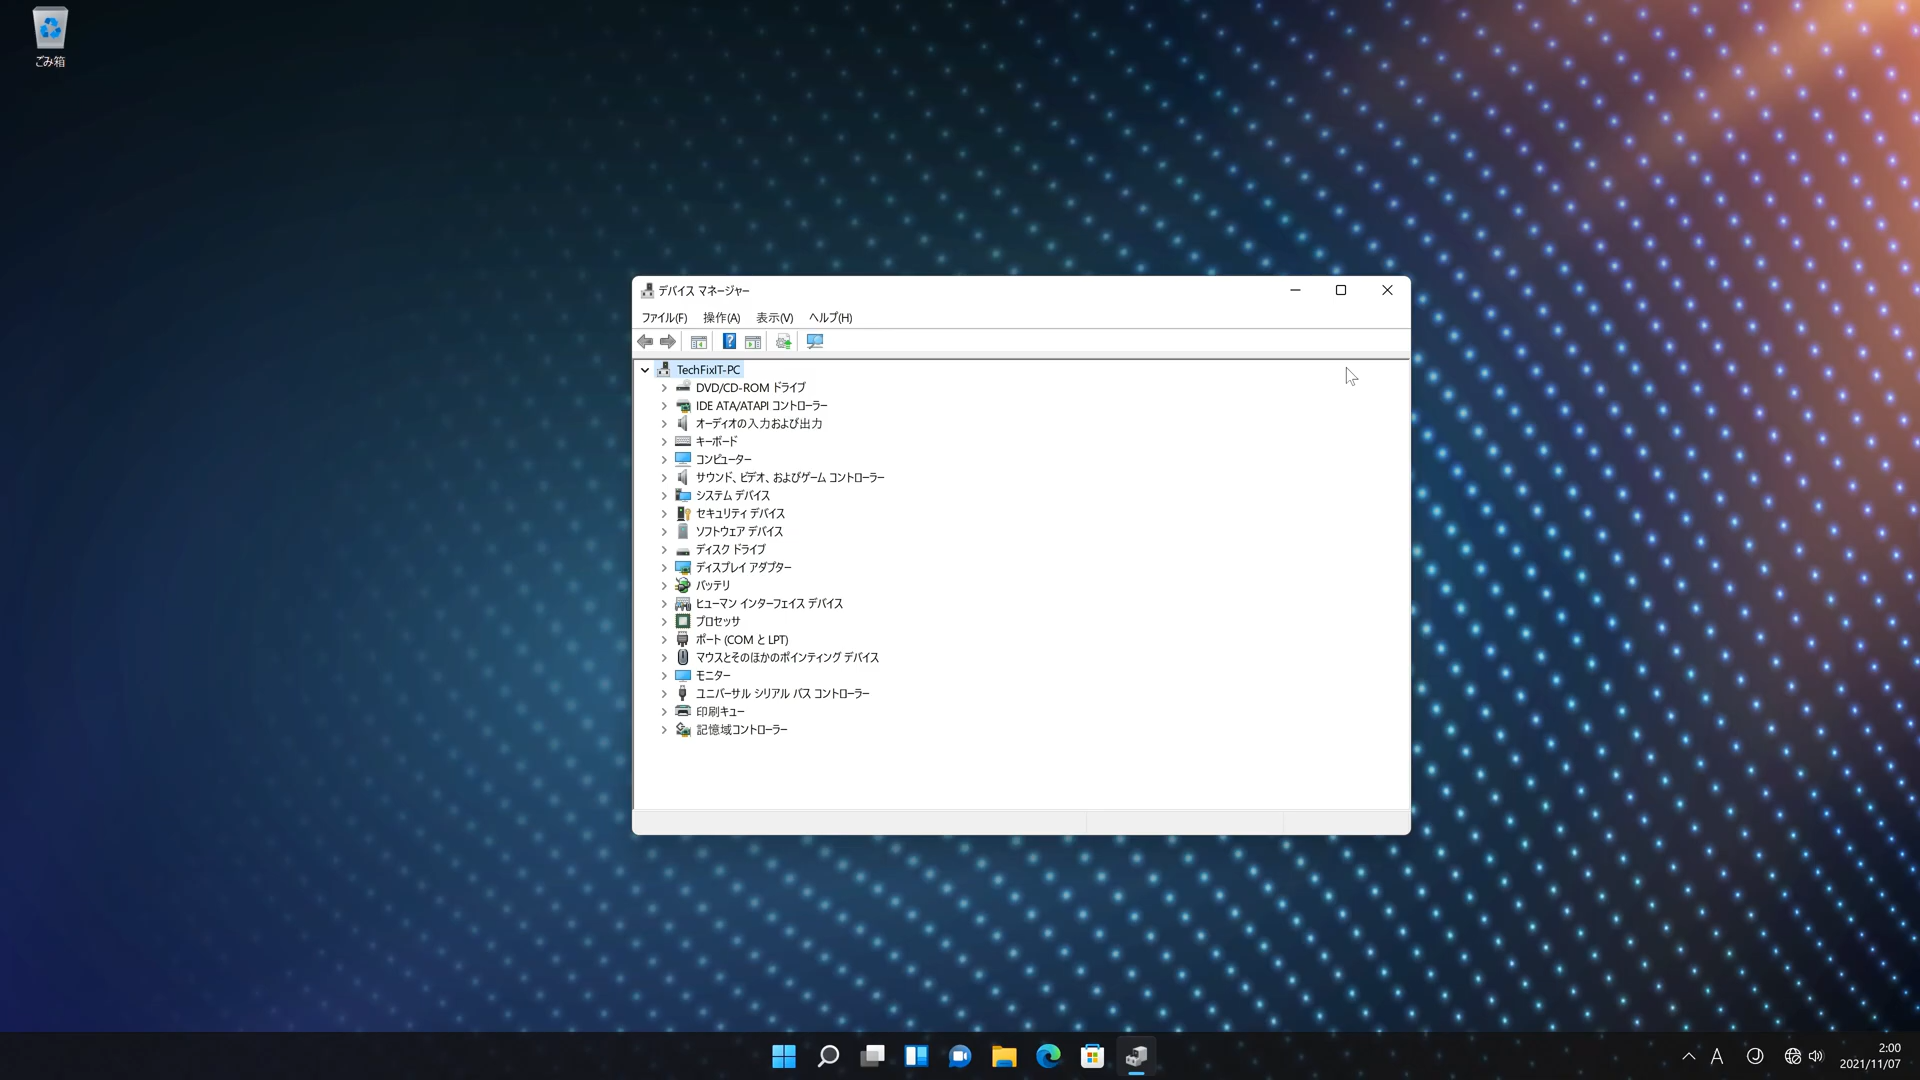 ごみ箱
デバイス マネージャー
ファイル(F) 操作(A) 表示(V) ヘルプ(H)
TechFixIT-PC
DVD/CD-ROM ドライブ
IDE ATA/ATAPI コントローラー
オーディオの入力および出力
キーボード
コンピューター
サウンド、ビデオ、およびゲーム コントローラー
システム デバイス
セキュリティ デバイス
ソフトウェア デバイス
ディスク ドライブ
ディスプレイ アダプター
バッテリ
ヒューマン インターフェイス デバイス
プロセッサ
ポート (COM と LPT)
マウスとそのほかのポインティング デバイス
モニター
ユニバーサル シリアル バス コントローラー
印刷キュー
記憶域コントローラー
A
2:00
2021/11/07